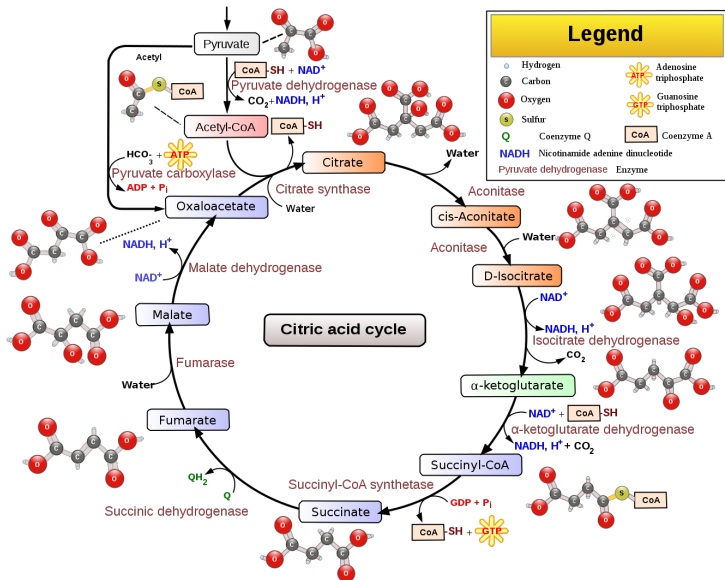 Legend
Hydrogen
Carbon
Oxygen
S Sulfur
Q Coenzyme Q
NADH Nicotinamide adenine dinucleotide
Pyruvate dehydrogenase Enzyme
ATP Adenosine triphosphate
GTP Guanosine triphosphate
CoA Coenzyme A
Pyruvate
Acetyl
CoA-SH + NAD+
Pyruvate dehydrogenase
CO2+NADH, H+
S CoA
Acetyl-CoA
CoA-SH
HCO3- + ATP
Pyruvate carboxylase
ADP + Pi
Citrate
Citrate synthase
Water
Water
Aconitase
cis-Aconitate
Aconitase
Water
D-Isocitrate
NAD+
NADH, H+
Isocitrate dehydrogenase
CO2
α-ketoglutarate
NAD+ + CoA-SH
α-ketoglutarate dehydrogenase
NADH, H+ + CO2
Succinyl-CoA
S CoA
Succinyl-CoA synthetase
GDP + Pi
CoA-SH + GTP
Succinate
QH2
Q
Succinic dehydrogenase
Fumarate
Water
Fumarase
Malate
NADH, H+
NAD+
Malate dehydrogenase
Oxaloacetate
Citric acid cycle